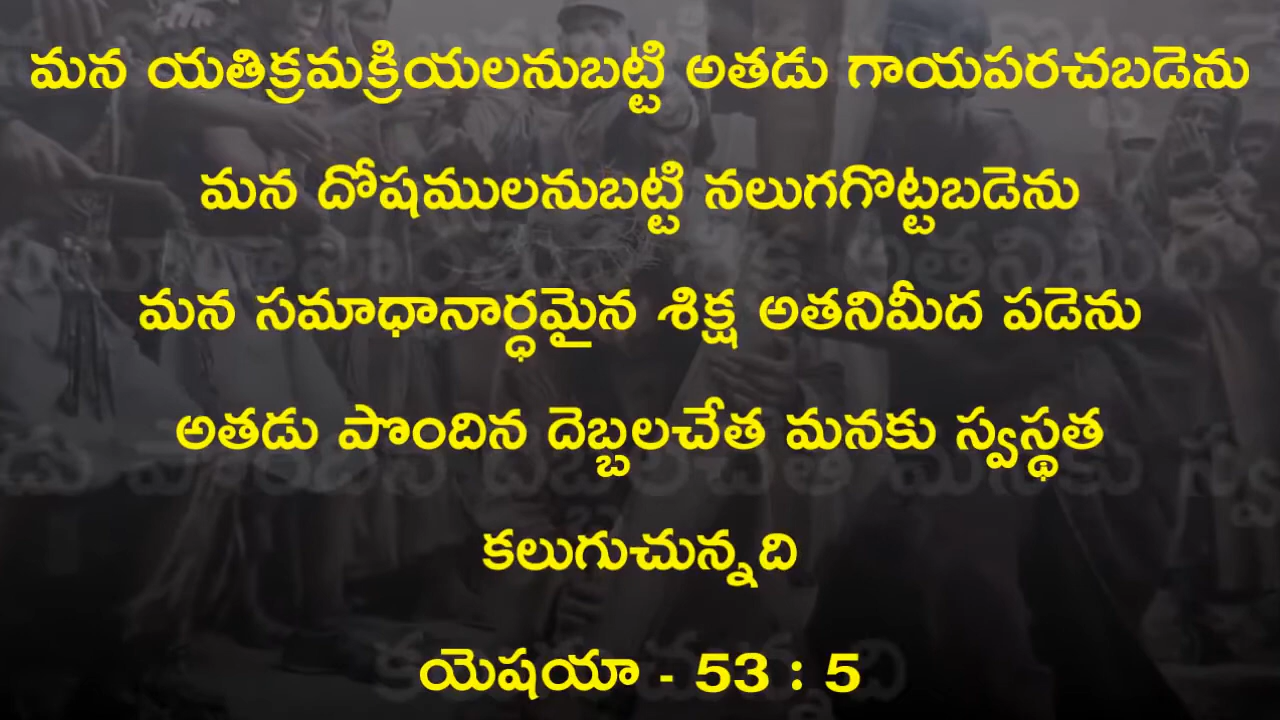 మన యతిక్రమక్రియలనుబట్టి అతడు గాయపరచబడెను
మన దోషములనుబట్టి నలుగగొట్టబడెను
మన సమాధానార్ధమైన శిక్ష అతనిమీద పడెను
అతడు పొందిన దెబ్బలచేత మనకు స్వస్థత
కలుగుచున్నది
యెషయా - 53 : 5